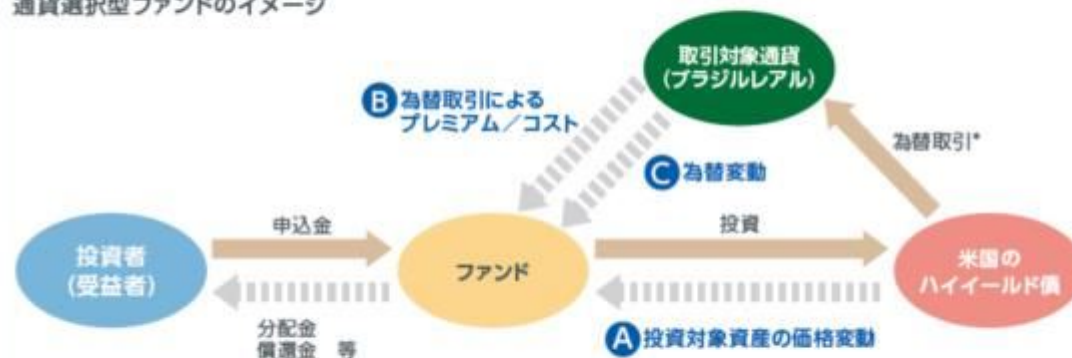 通貨選択型ファンドのイメージ
取引対象通貨
(ブラジルレアル)
B 為替取引による
プレミアム/コスト
為替取引*
C 為替変動
申込金
投資
投資者
(受益者)
ファンド
米国の
ハイイールド債
分配金
償還金 等
A 投資対象資産の価格変動